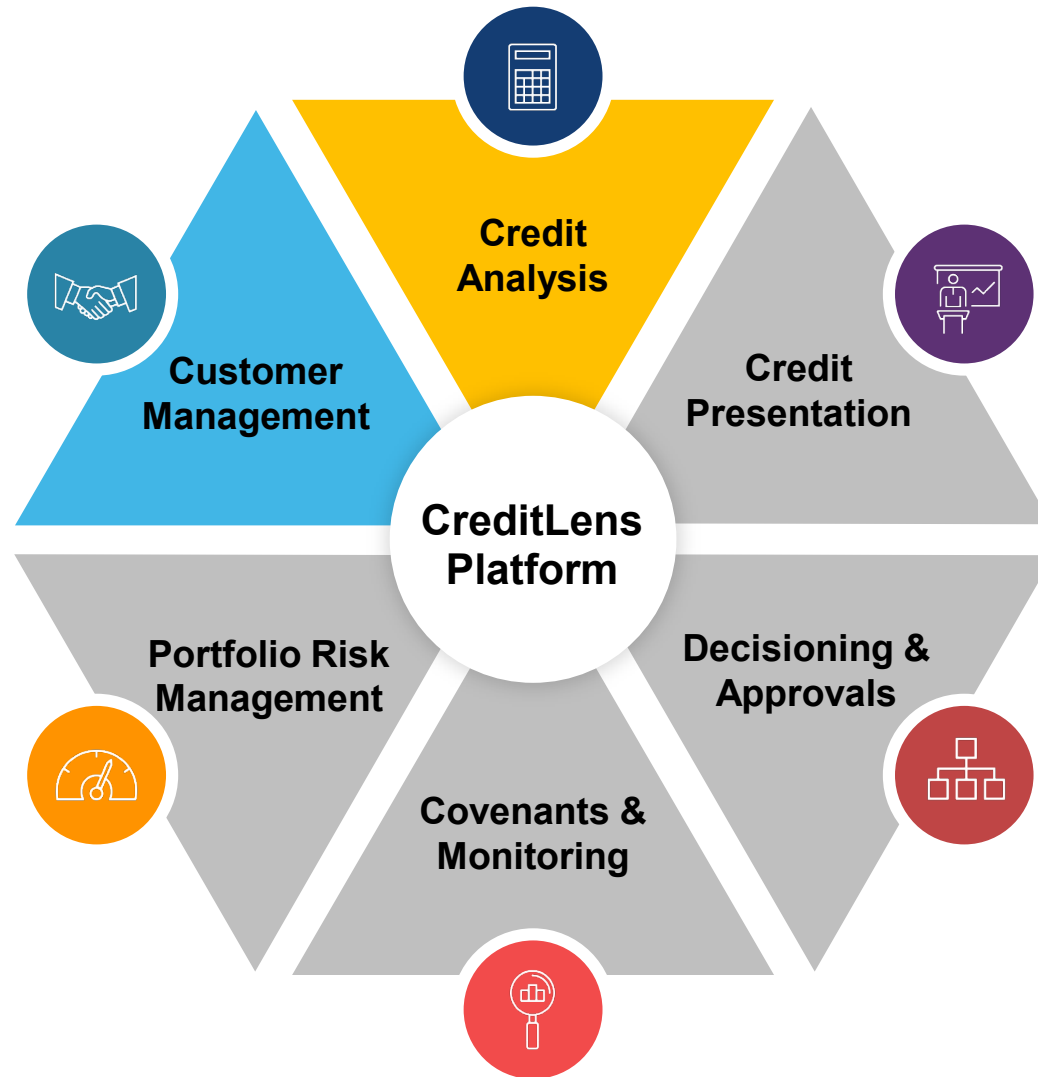 Credit
Analysis
Customer
Management
Credit
Presentation
CreditLens
Platform
Portfolio Risk
Management
Decisioning &
Approvals
Covenants &
Monitoring